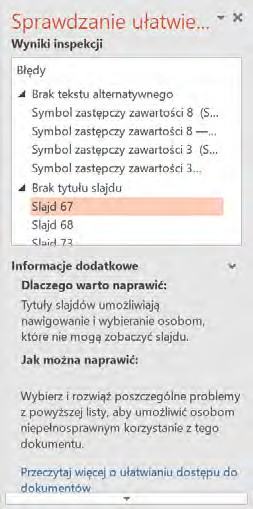 Sprawdzanie ułatwie...
Wyniki inspekcji
Błędy
Brak tekstu alternatywnego
Symbol zastępczy zawartości 8 (S...
Symbol zastępczy zawartości 8 —...
Symbol zastępczy zawartości 3 (S...
Symbol zastępczy zawartości 3...
Brak tytułu slajdu
Slajd 67
Slajd 68
Slajd 73
Informacje dodatkowe
Dlaczego warto naprawić:
Tytuły slajdów umożliwiają
nawigowanie i wybieranie osobom,
które nie mogą zobaczyć slajdu.
Jak można naprawić:
Wybierz i rozwiąż poszczególne problemy
z powyższej listy, aby umożliwić osobom
niepełnosprawnym korzystanie z tego
dokumentu.
Przeczytaj więcej o ułatwianiu dostępu do
dokumentów